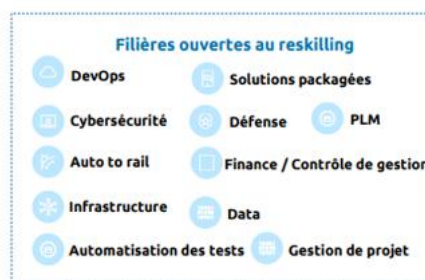 Filières ouvertes au reskilling
DevOps
Solutions packagées
Cybersécurité
Défense
PLM
Auto to rail
Finance / Contrôle de gestion
Infrastructure
Data
Automatisation des tests
Gestion de projet